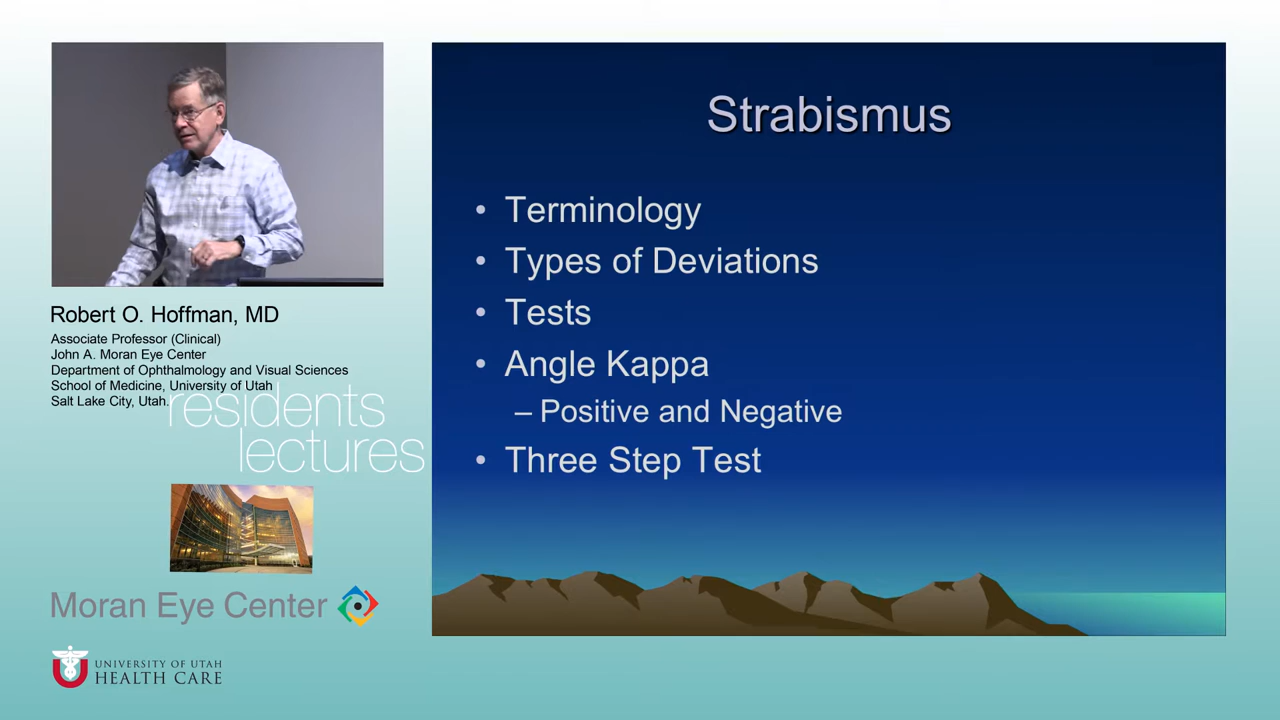 Robert O. Hoffman, MD
Associate Professor (Clinical)
John A. Moran Eye Center
Department of Ophthalmology and Visual Sciences
School of Medicine, University of Utah
Salt Lake City, Utah.
residents
lectures
Moran Eye Center
UNIVERSITY OF UTAH
HEALTH CARE
Strabismus
• Terminology
• Types of Deviations
• Tests
• Angle Kappa
– Positive and Negative
• Three Step Test